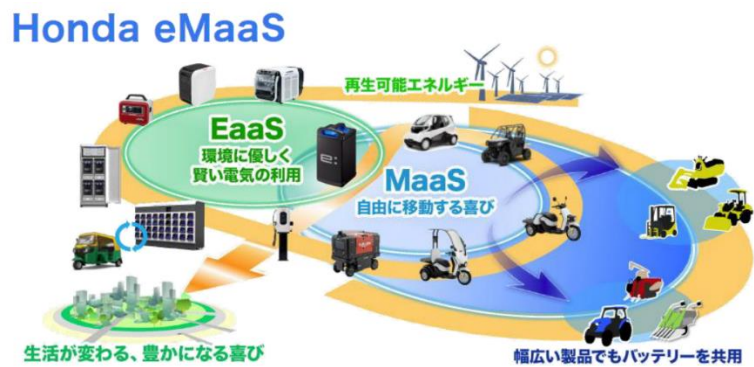 Honda eMaaS
再生可能エネルギー
EaaS
環境に優しく
賢い電気の利用
e:
MaaS
自由に移動する喜び
生活が変わる、豊かになる喜び
幅広い製品でもバッテリーを共用